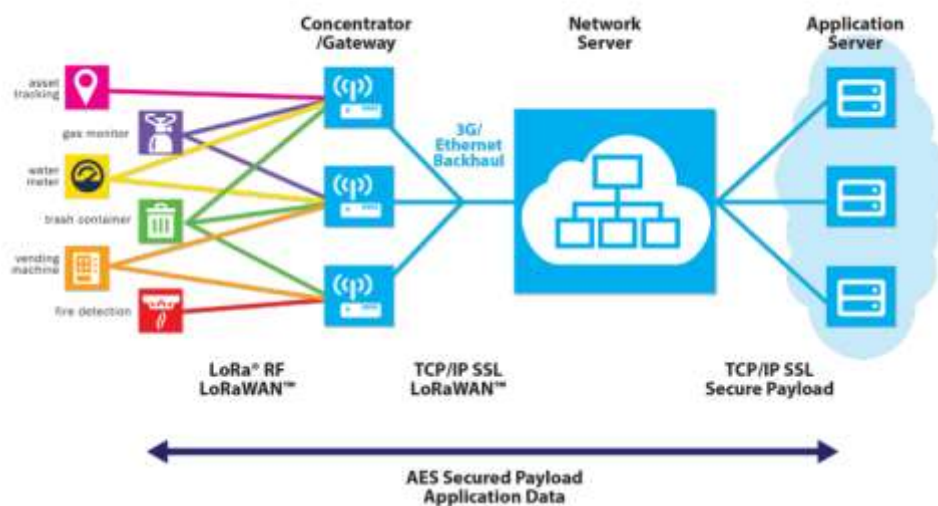 Concentrator
/Gateway
Network
Server
Application
Server
asset
tracking
gas monitor
water
meter
trash container
vending
machine
fire detection
3G/
Ethernet
Backhaul
LoRa® RF
LoRaWAN™
TCP/IP SSL
LoRaWAN™
TCP/IP SSL
Secure Payload
AES Secured Payload
Application Data